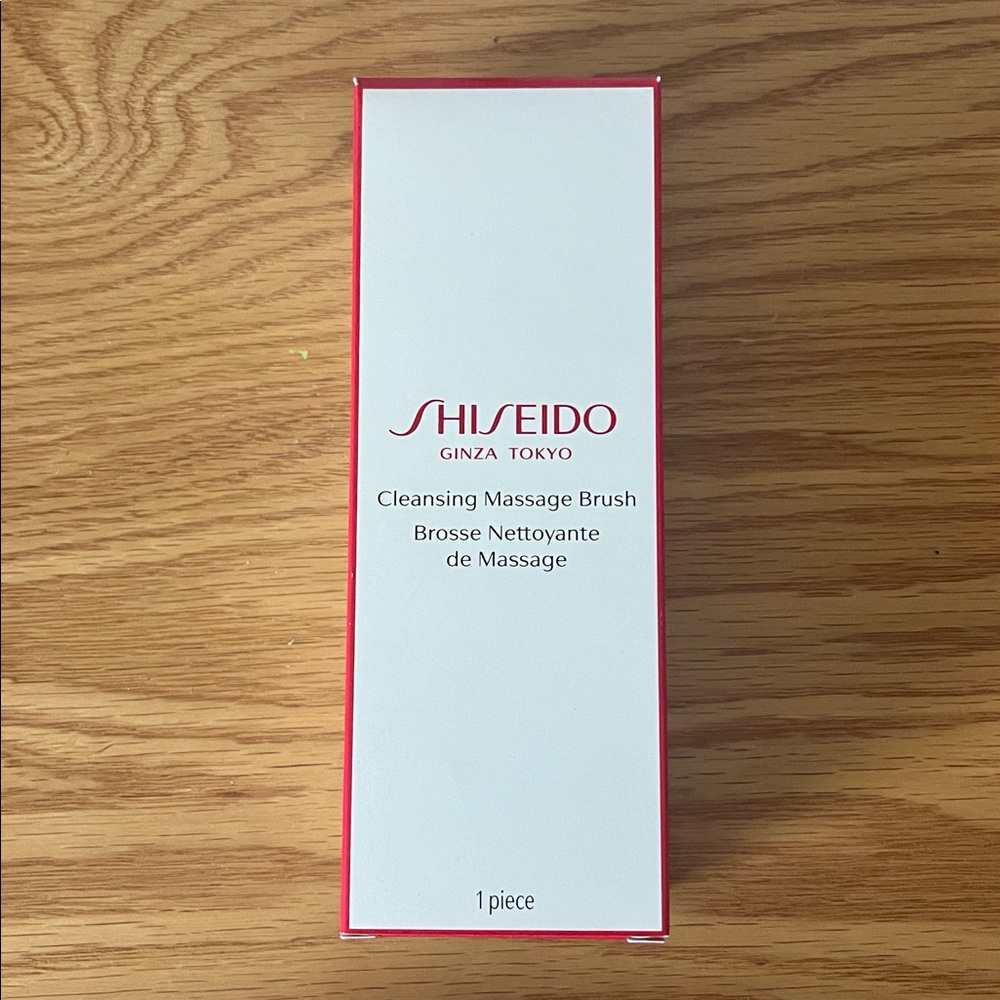 SHISEIDO
GINZA TOKYO
Cleansing Massage Brush
Brosse Nettoyante
de Massage
1 piece